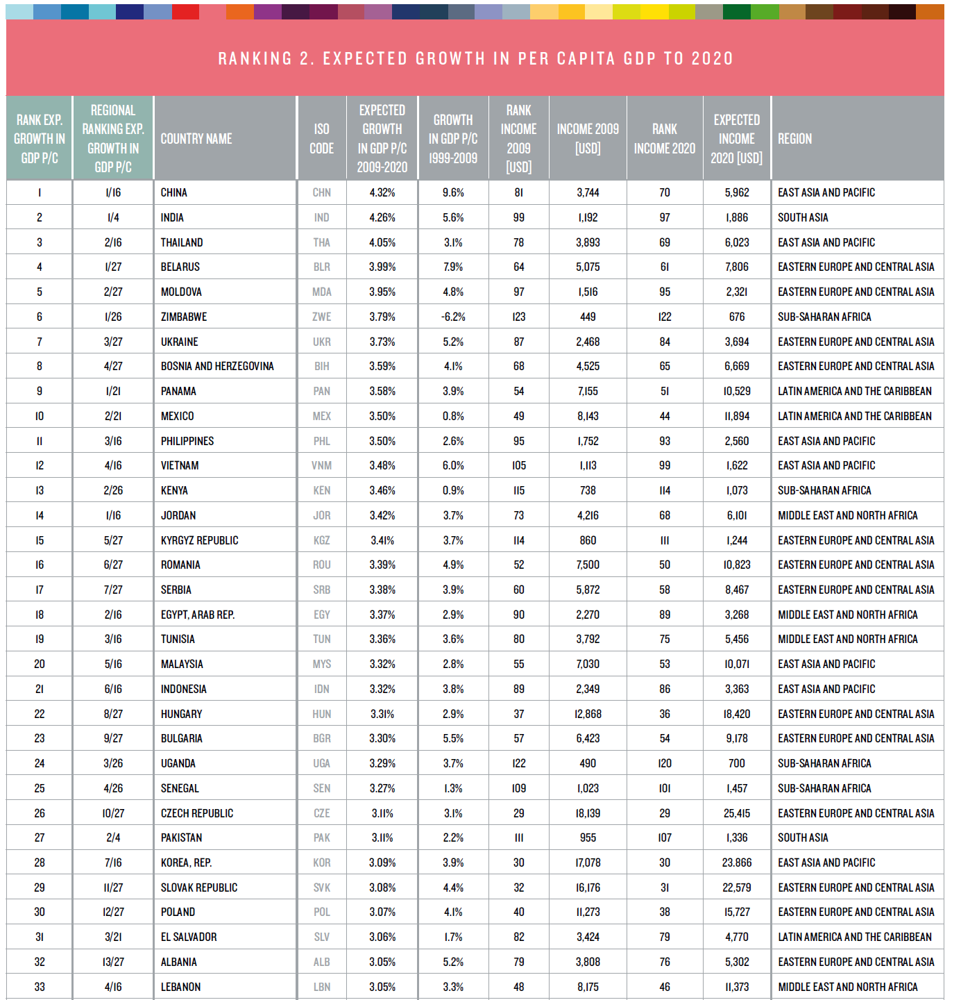 RANKING 2. EXPECTED GROWTH IN PER CAPITA GDP TO 2020
RANK EXP. GROWTH IN GDP P/C REGIONAL RANKING EXP. GROWTH IN GDP P/C COUNTRY NAME ISO CODE EXPECTED GROWTH IN GDP P/C 2009-2020 GROWTH IN GDP P/C 1999-2009 RANK INCOME 2009 [USD] INCOME 2009 [USD] RANK INCOME 2020 EXPECTED INCOME 2020 [USD] REGION
1 1/16 CHINA CHN 4.32% 9.6% 81 3,744 70 5,962 EAST ASIA AND PACIFIC
2 1/4 INDIA IND 4.26% 5.6% 99 1,192 97 1,886 SOUTH ASIA
3 2/16 THAILAND THA 4.05% 3.1% 78 3,893 69 6,023 EAST ASIA AND PACIFIC
4 1/27 BELARUS BLR 3.99% 7.9% 64 5,075 61 7,806 EASTERN EUROPE AND CENTRAL ASIA
5 2/27 MOLDOVA MDA 3.95% 4.8% 97 1,516 95 2,321 EASTERN EUROPE AND CENTRAL ASIA
6 1/26 ZIMBABWE ZWE 3.79% -6.2% 123 449 122 676 SUB-SAHARAN AFRICA
7 3/27 UKRAINE UKR 3.73% 5.2% 87 2,468 84 3,694 EASTERN EUROPE AND CENTRAL ASIA
8 4/27 BOSNIA AND HERZEGOVINA BIH 3.59% 4.1% 68 4,525 65 6,669 EASTERN EUROPE AND CENTRAL ASIA
9 1/21 PANAMA PAN 3.58% 3.9% 54 7,155 51 10,529 LATIN AMERICA AND THE CARIBBEAN
10 2/21 MEXICO MEX 3.50% 0.8% 49 8,143 44 11,894 LATIN AMERICA AND THE CARIBBEAN
11 3/16 PHILIPPINES PHL 3.50% 2.6% 95 1,752 93 2,560 EAST ASIA AND PACIFIC
12 4/16 VIETNAM VNM 3.48% 6.0% 105 1,113 99 1,622 EAST ASIA AND PACIFIC
13 2/26 KENYA KEN 3.46% 0.9% 115 738 114 1,073 SUB-SAHARAN AFRICA
14 1/16 JORDAN JOR 3.42% 3.7% 73 4,216 68 6,101 MIDDLE EAST AND NORTH AFRICA
15 5/27 KYRGYZ REPUBLIC KGZ 3.41% 3.7% 114 860 111 1,244 EASTERN EUROPE AND CENTRAL ASIA
16 6/27 ROMANIA ROU 3.39% 4.9% 52 7,500 50 10,823 EASTERN EUROPE AND CENTRAL ASIA
17 7/27 SERBIA SRB 3.38% 3.9% 60 5,872 58 8,467 EASTERN EUROPE AND CENTRAL ASIA
18 2/16 EGYPT, ARAB REP. EGY 3.37% 2.9% 90 2,270 89 3,268 MIDDLE EAST AND NORTH AFRICA
19 3/16 TUNISIA TUN 3.36% 3.6% 80 3,792 75 5,456 MIDDLE EAST AND NORTH AFRICA
20 5/16 MALAYSIA MYS 3.32% 2.8% 55 7,030 53 10,071 EAST ASIA AND PACIFIC
21 6/16 INDONESIA IDN 3.32% 3.8% 89 2,349 86 3,363 EAST ASIA AND PACIFIC
22 8/27 HUNGARY HUN 3.31% 2.9% 37 12,868 36 18,420 EASTERN EUROPE AND CENTRAL ASIA
23 9/27 BULGARIA BGR 3.30% 5.5% 57 6,423 54 9,178 EASTERN EUROPE AND CENTRAL ASIA
24 3/26 UGANDA UGA 3.29% 3.7% 122 490 120 700 SUB-SAHARAN AFRICA
25 4/26 SENEGAL SEN 3.27% 1.3% 109 1,023 101 1,457 SUB-SAHARAN AFRICA
26 10/27 CZECH REPUBLIC CZE 3.11% 3.1% 29 18,139 29 25,415 EASTERN EUROPE AND CENTRAL ASIA
27 2/4 PAKISTAN PAK 3.11% 2.2% 111 955 107 1,336 SOUTH ASIA
28 7/16 KOREA, REP. KOR 3.09% 3.9% 30 17,078 30 23.866 EAST ASIA AND PACIFIC
29 11/27 SLOVAK REPUBLIC SVK 3.08% 4.4% 32 16,176 31 22,579 EASTERN EUROPE AND CENTRAL ASIA
30 12/27 POLAND POL 3.07% 4.1% 40 11,273 38 15,727 EASTERN EUROPE AND CENTRAL ASIA
31 3/21 EL SALVADOR SLV 3.06% 1.7% 82 3,424 79 4,770 LATIN AMERICA AND THE CARIBBEAN
32 13/27 ALBANIA ALB 3.05% 5.2% 79 3,808 76 5,302 EASTERN EUROPE AND CENTRAL ASIA
33 4/16 LEBANON LBN 3.05% 3.3% 48 8,175 46 11,373 MIDDLE EAST AND NORTH AFRICA